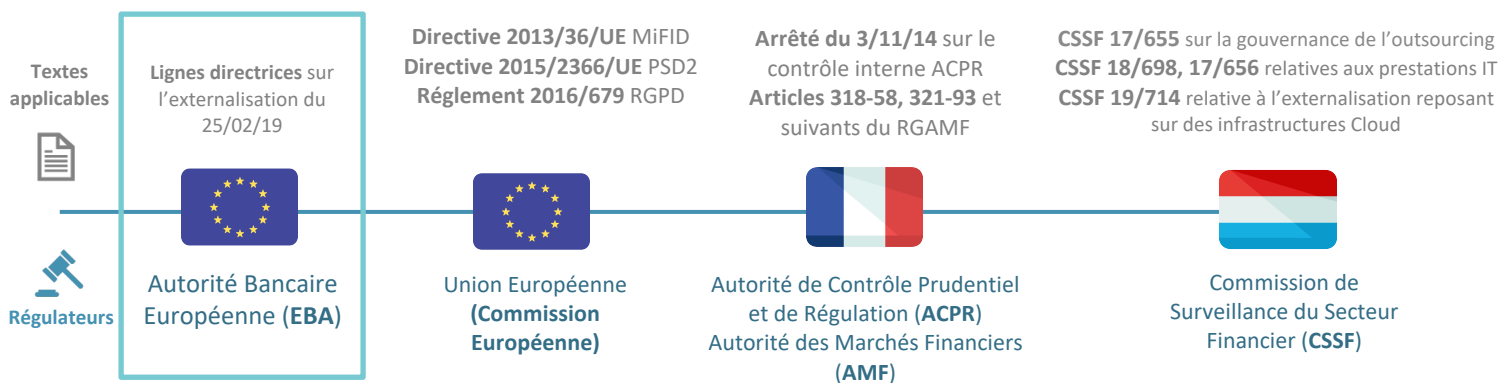 Textes
applicables
Lignes directrices sur
l'externalisation du
25/02/19
Directive 2013/36/UE MiFID
Directive 2015/2366/UE PSD2
Réglement 2016/679 RGPD
Arrêté du 3/11/14 sur le
contrôle interne ACPR
Articles 318-58, 321-93 et
suivants du RGAMF
CSSF 17/655 sur la gouvernance de l'outsourcing
CSSF 18/698, 17/656 relatives aux prestations IT
CSSF 19/714 relative à l'externalisation reposant
sur des infrastructures Cloud
Régulateurs
Autorité Bancaire
Européenne (EBA)
Union Européenne
(Commission
Européenne)
Autorité de Contrôle Prudentiel
et de Régulation (ACPR)
Autorité des Marchés Financiers
(AMF)
Commission de
Surveillance du Secteur
Financier (CSSF)